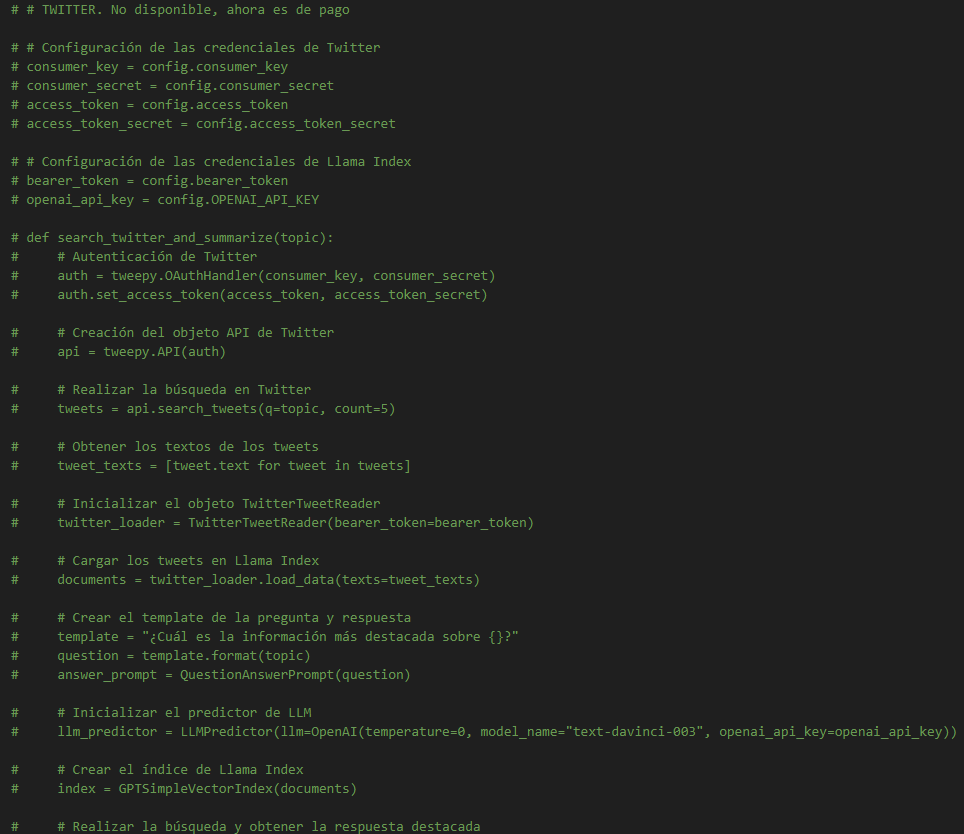 # # TWITTER. No disponible, ahora es de pago
# # Configuración de las credenciales de Twitter
# consumer_key = config.consumer_key
# consumer_secret = config.consumer_secret
# access_token = config.access_token
# access_token_secret = config.access_token_secret
# # Configuración de las credenciales de Llama Index
# bearer_token = config.bearer_token
# openai_api_key = config.OPENAI_API_KEY
# def search_twitter_and_summarize(topic):
#     # Autenticación de Twitter
#     auth = tweepy.OAuthHandler(consumer_key, consumer_secret)
#     auth.set_access_token(access_token, access_token_secret)
#     # Creación del objeto API de Twitter
#     api = tweepy.API(auth)
#     # Realizar la búsqueda en Twitter
#     tweets = api.search_tweets(q=topic, count=5)
#     # Obtener los textos de los tweets
#     tweet_texts = [tweet.text for tweet in tweets]
#     # Inicializar el objeto TwitterTweetReader
#     twitter_loader = TwitterTweetReader(bearer_token=bearer_token)
#     # Cargar los tweets en Llama Index
#     documents = twitter_loader.load_data(texts=tweet_texts)
#     # Crear el template de la pregunta y respuesta
#     template = "¿Cuál es la información más destacada sobre {}?"
#     question = template.format(topic)
#     answer_prompt = QuestionAnswerPrompt(question)
#     # Inicializar el predictor de LLM
#     llm_predictor = LLMPredictor(llm=OpenAI(temperature=0, model_name="text-davinci-003", openai_api_key=openai_api_key))
#     # Crear el índice de Llama Index
#     index = GPTSimpleVectorIndex(documents)
#     # Realizar la búsqueda y obtener la respuesta destacada